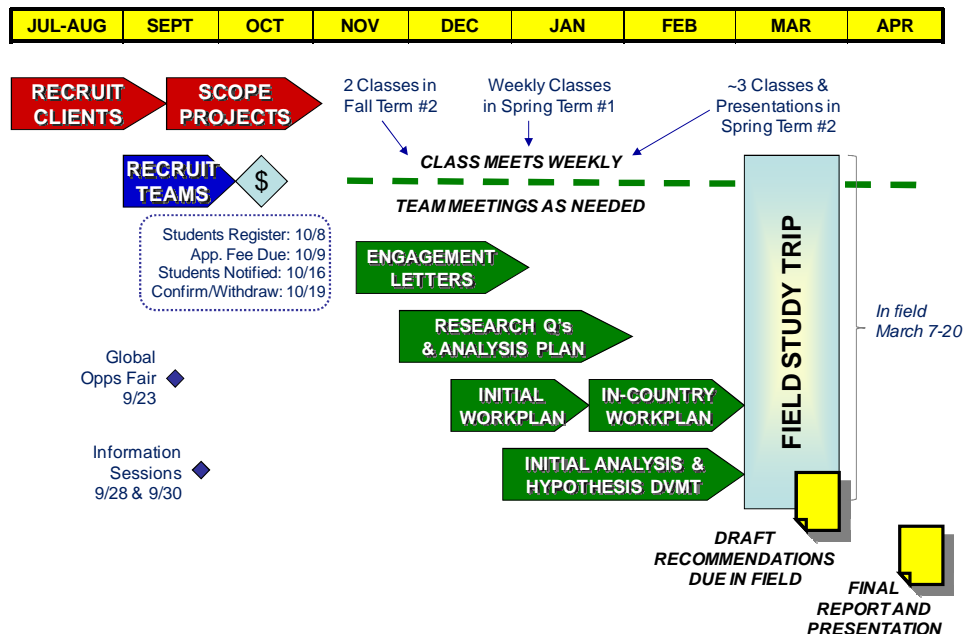 JUL-AUG SEPT OCT NOV DEC JAN FEB MAR APR
RECRUIT
CLIENTS
SCOPE
PROJECTS
2 Classes in
Fall Term #2
Weekly Classes
in Spring Term #1
~3 Classes &
Presentations in
Spring Term #2
RECRUIT
TEAMS
$
CLASS MEETS WEEKLY
TEAM MEETINGS AS NEEDED
Students Register: 10/8
App. Fee Due: 10/9
Students Notified: 10/16
Confirm/Withdraw: 10/19
ENGAGEMENT
LETTERS
RESEARCH Q's
& ANALYSIS PLAN
FIELD STUDY TRIP
In field
March 7-20
Global
Opps Fair
9/23
INITIAL
WORKPLAN
IN-COUNTRY
WORKPLAN
Information
Sessions
9/28 & 9/30
INITIAL ANALYSIS &
HYPOTHESIS DVMT
DRAFT
RECOMMENDATIONS
DUE IN FIELD
FINAL
REPORT AND
PRESENTATION